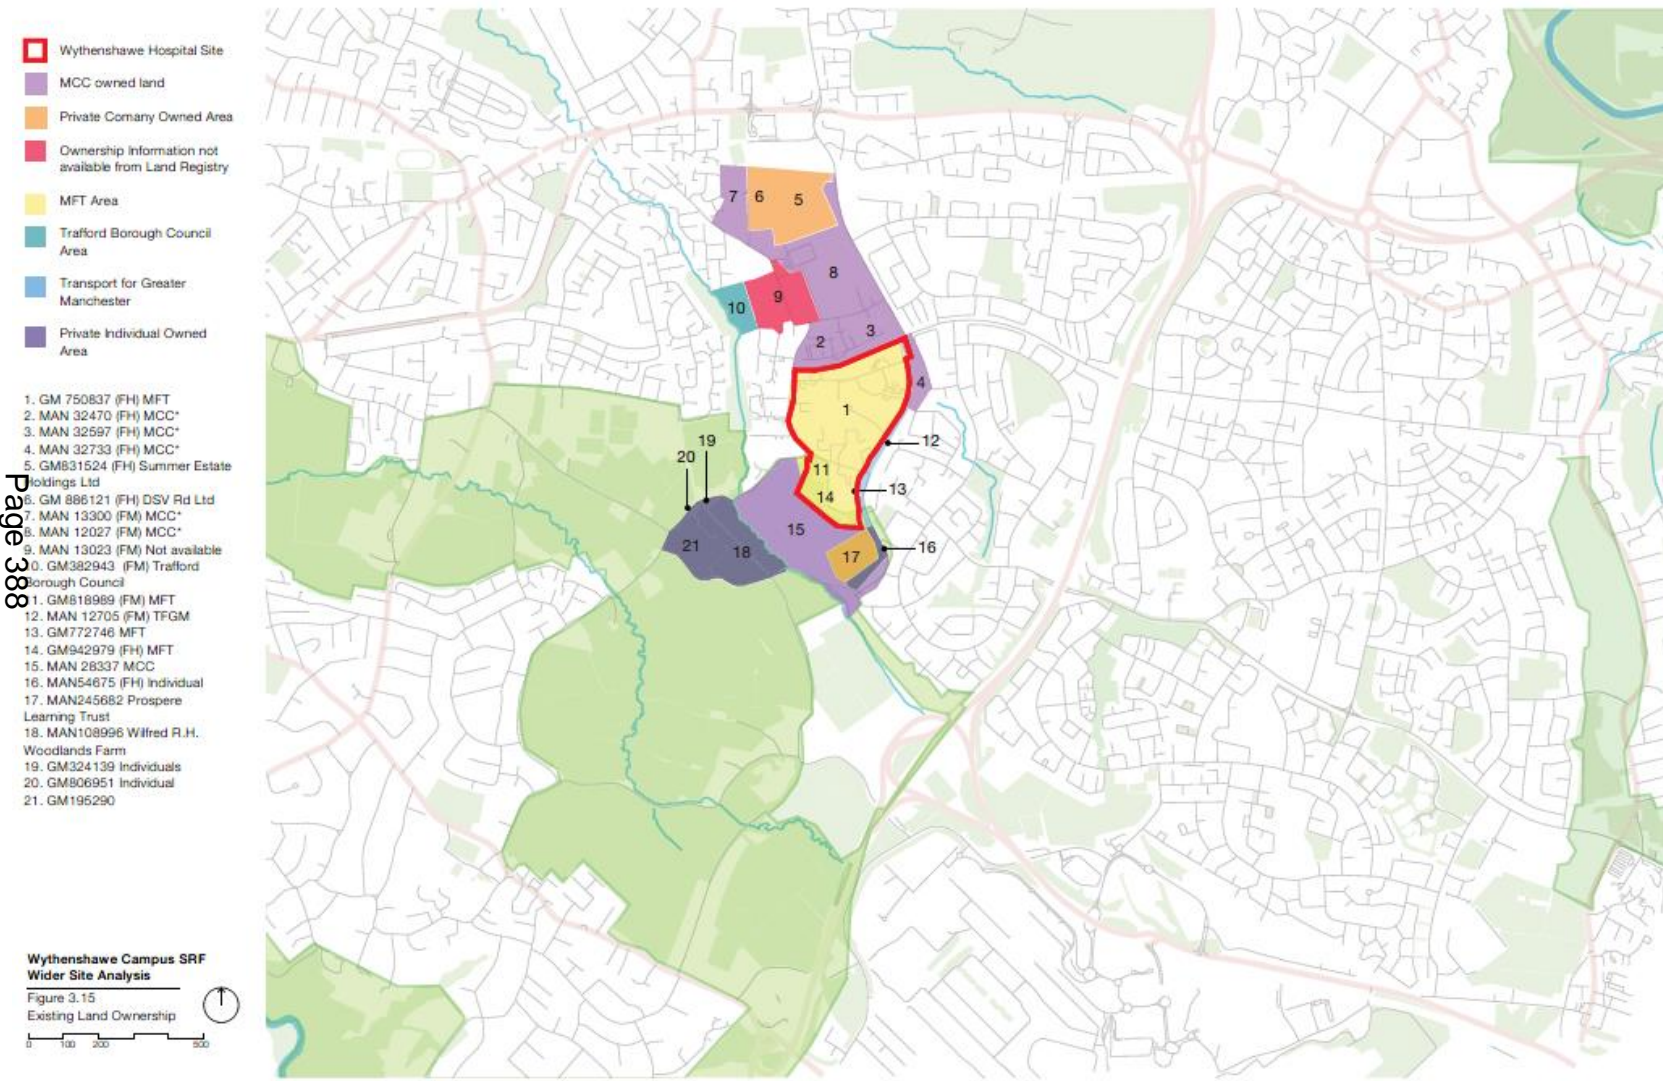 Wythenshawe Hospital Site
MCC owned land
Private Comany Owned Area
Ownership Information not
available from Land Registry
MFT Area
Trafford Borough Council
Area
Transport for Greater
Manchester
Private Individual Owned
Area
1. GM 750837 (FH) MFT
2. MAN 32470 (FH) MCC*
3. MAN 32597 (FH) MCC*
4. MAN 32733 (FH) MCC*
5. GM831524 (FH) Summer Estate
Holdings Ltd
6. GM 886121 (FH) DSV Rd Ltd
7. MAN 13300 (FM) MCC*
8. MAN 12027 (FM) MCC*
9. MAN 13023 (FM) Not available
10. GM382943 (FM) Trafford
Borough Council
11. GM818989 (FM) MFT
12. MAN 12705 (FM) TFGM
13. GM772746 MFT
14. GM942979 (FH) MFT
15. MAN 28337 MCC
16. MAN54675 (FH) Individual
17. MAN245682 Prospere
Learning Trust
18. MAN108996 Wilfred R.H.
Woodlands Farm
19. GM324139 Individuals
20. GM806951 Individual
21. GM195290
Page 388
Wythenshawe Campus SRF
Wider Site Analysis
Figure 3.15
Existing Land Ownership
0 100 200 500
7 6 5
8
9
10
3
2
4
1
12
19
20
11
13
14
15
16
21 18
17